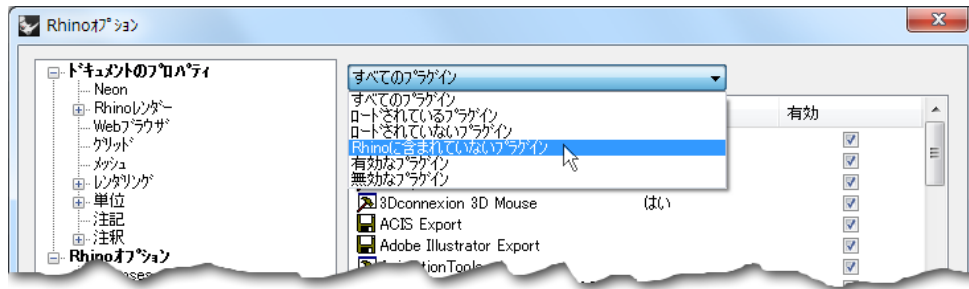 Rhinoオプション
ドキュメントのプロパティ
Neon
Rhinoレンダー
Webブラウザ
グリッド
メッシュ
レンダリング
単位
注記
注釈
Rhinoオプション
すべてのプラグイン
すべてのプラグイン
ロードされているプラグイン
ロードされていないプラグイン
Rhinoに含まれていないプラグイン
有効なプラグイン
無効なプラグイン
有効
3Dconnexion 3D Mouse はい
ACIS Export
Adobe Illustrator Export